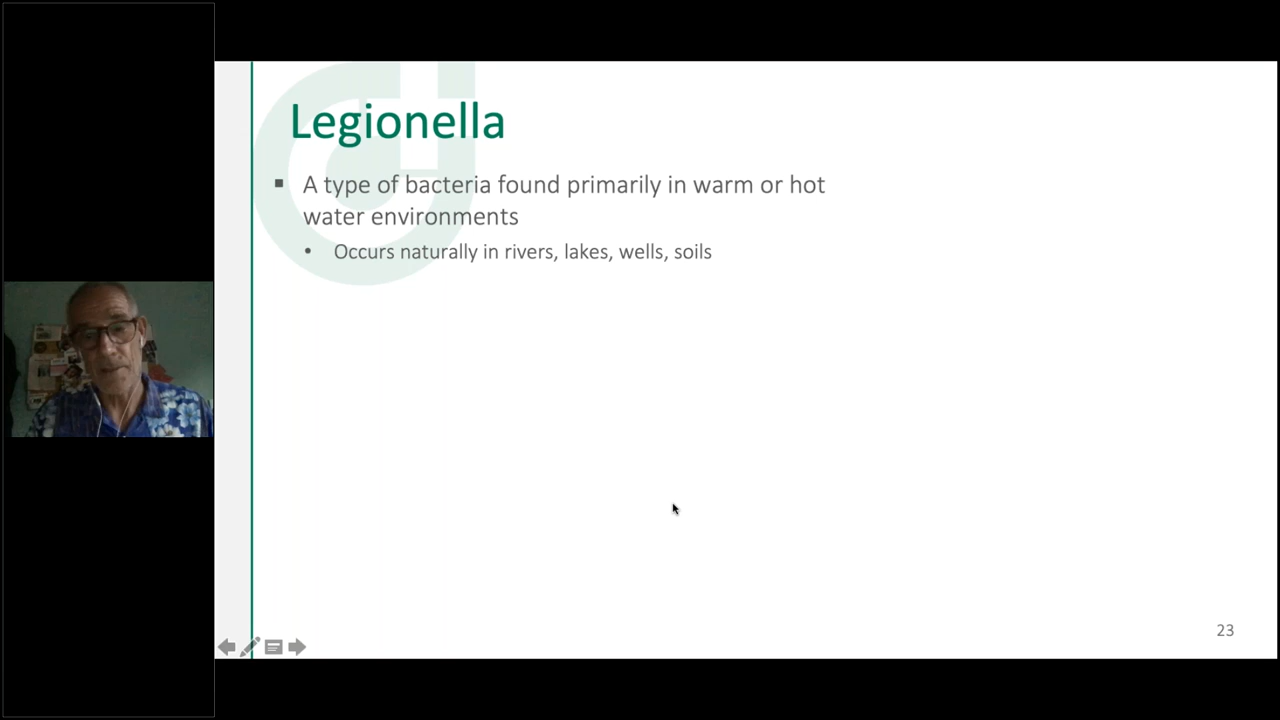 Legionella
A type of bacteria found primarily in warm or hot
water environments
Occurs naturally in rivers, lakes, wells, soils
23